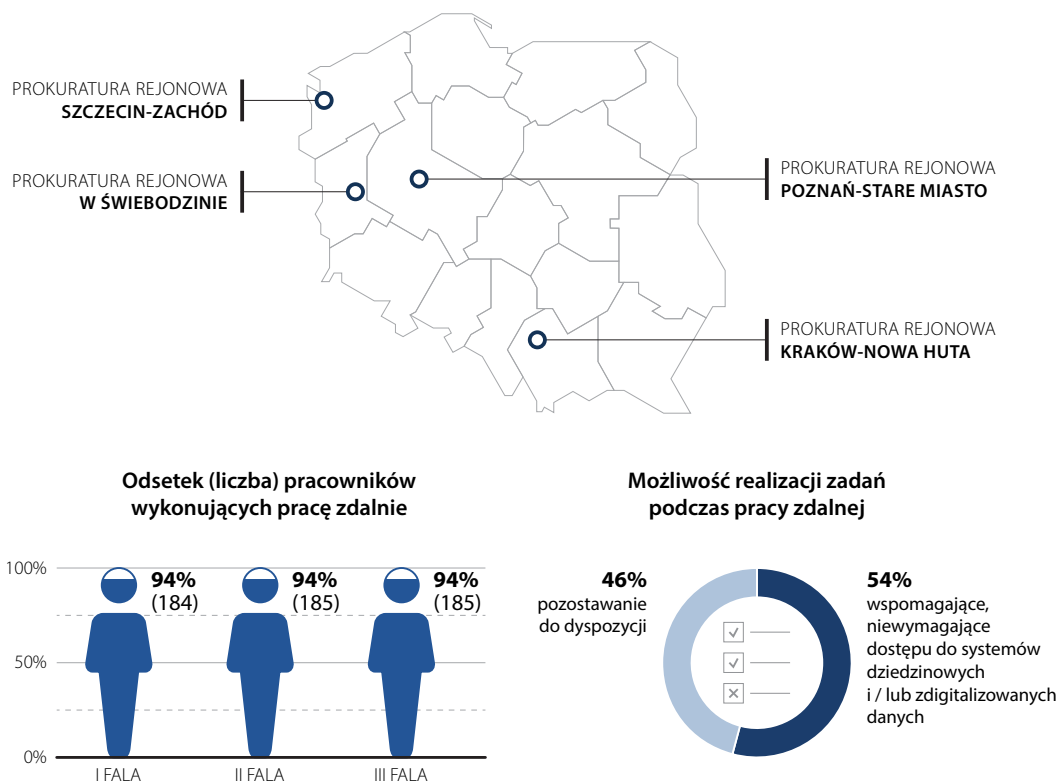 PROKURATURA REJONOWA
SZCZECIN-ZACHÓD
PROKURATURA REJONOWA
W ŚWIEBODZINIE
PROKURATURA REJONOWA
POZNAŃ-STARE MIASTO
PROKURATURA REJONOWA
KRAKÓW-NOWA HUTA
Odsetek (liczba) pracowników
wykonujących pracę zdalnie
100%
50%
0%
94%
(184)
94%
(185)
94%
(185)
I FALA
II FALA
III FALA
Możliwość realizacji zadań
podczas pracy zdalnej
46%
pozostawanie
do dyspozycji
54%
wspomagające,
niewymagające
dostępu do systemów
dziedzinowych
i / lub zdigitalizowanych
danych